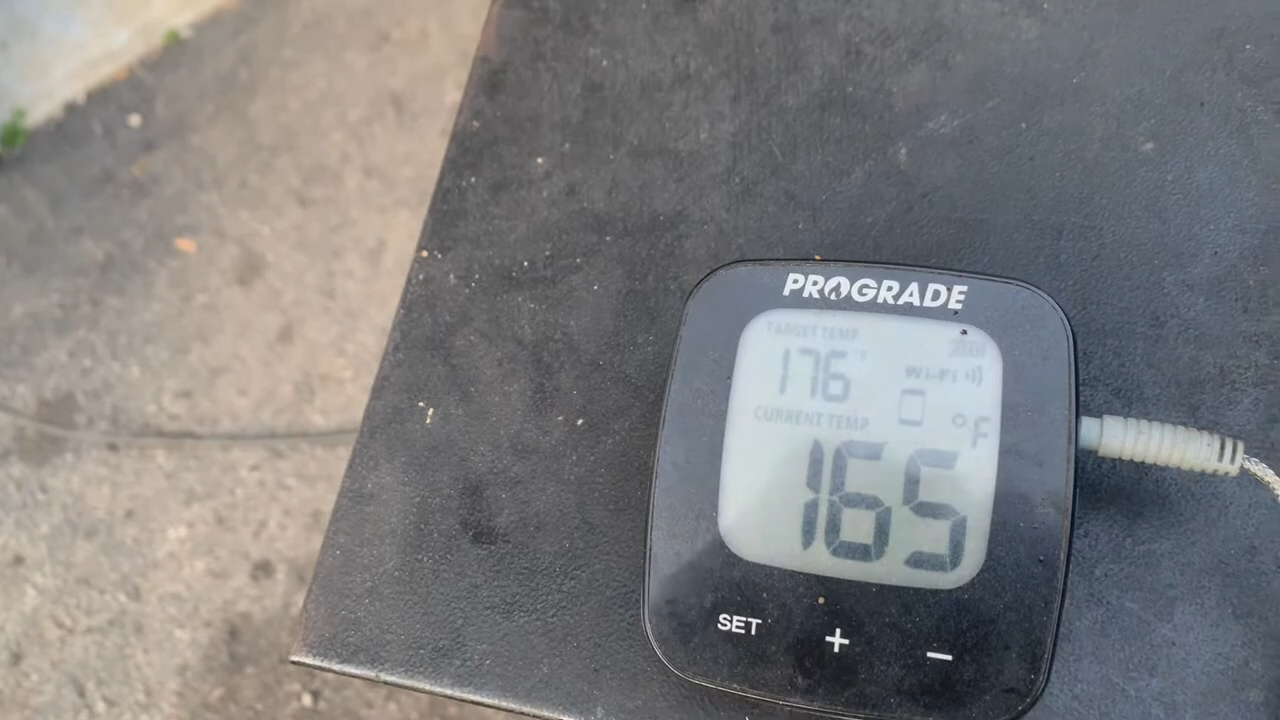 PROGRADE
TARGET TEMP
176 °F
Wi-Fi
CURRENT TEMP
°F
165
SET
+
−